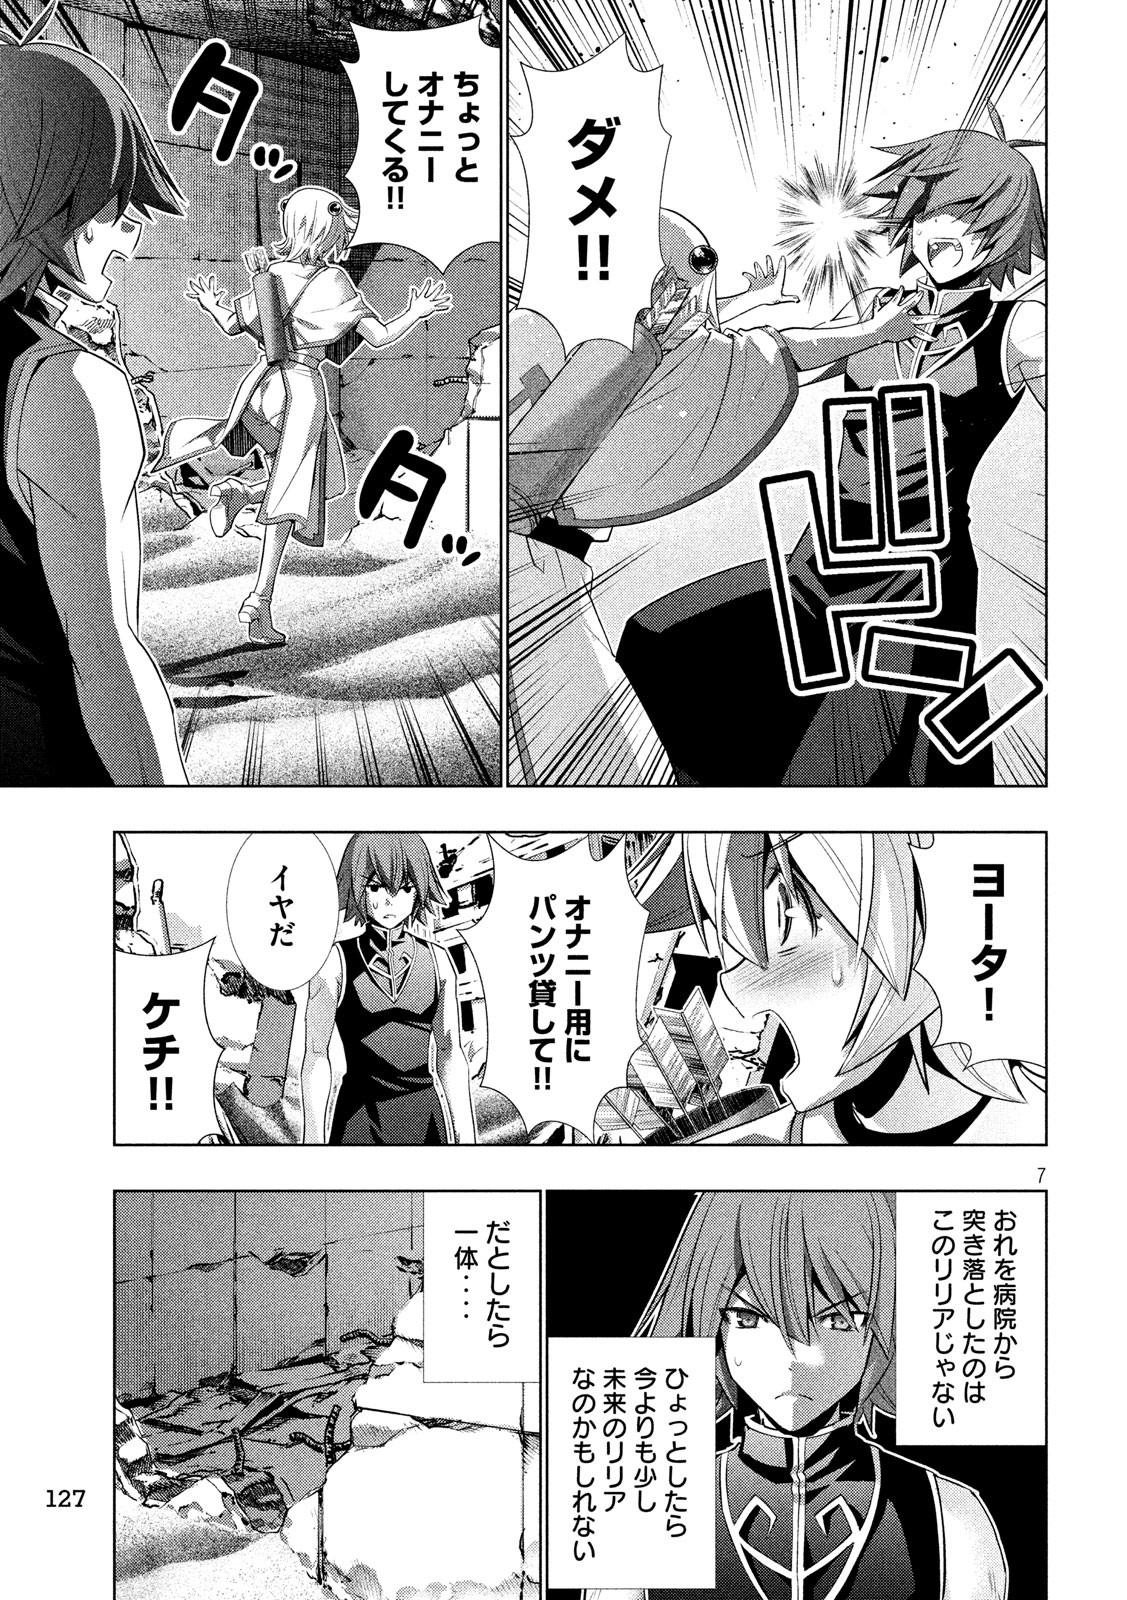 ダメ!!
ドンッ
ちょっと
オナニー
してくる!!
タッ
タッ
ヨータ!
オナニー用に
パンツ貸して!!
イヤだ
ケチ!!
7
おれを病院から
突き落としたのは
このリリアじゃない
ひょっとしたら
今よりも少し
未来のリリア
なのかもしれない
だとしたら
一体‥‥
127